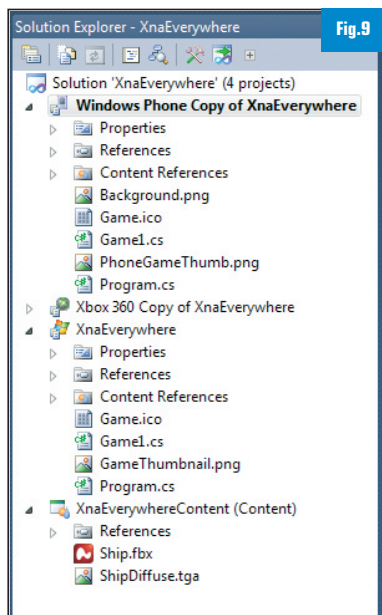 Solution Explorer - XnaEverywhere
Fig.9
Solution 'XnaEverywhere' (4 projects)
Windows Phone Copy of XnaEverywhere
Properties
References
Content References
Background.png
Game.ico
Game1.cs
PhoneGameThumb.png
Program.cs
Xbox 360 Copy of XnaEverywhere
XnaEverywhere
Properties
References
Content References
Game.ico
Game1.cs
GameThumbnail.png
Program.cs
XnaEverywhereContent (Content)
References
Ship.fbx
ShipDiffuse.tga